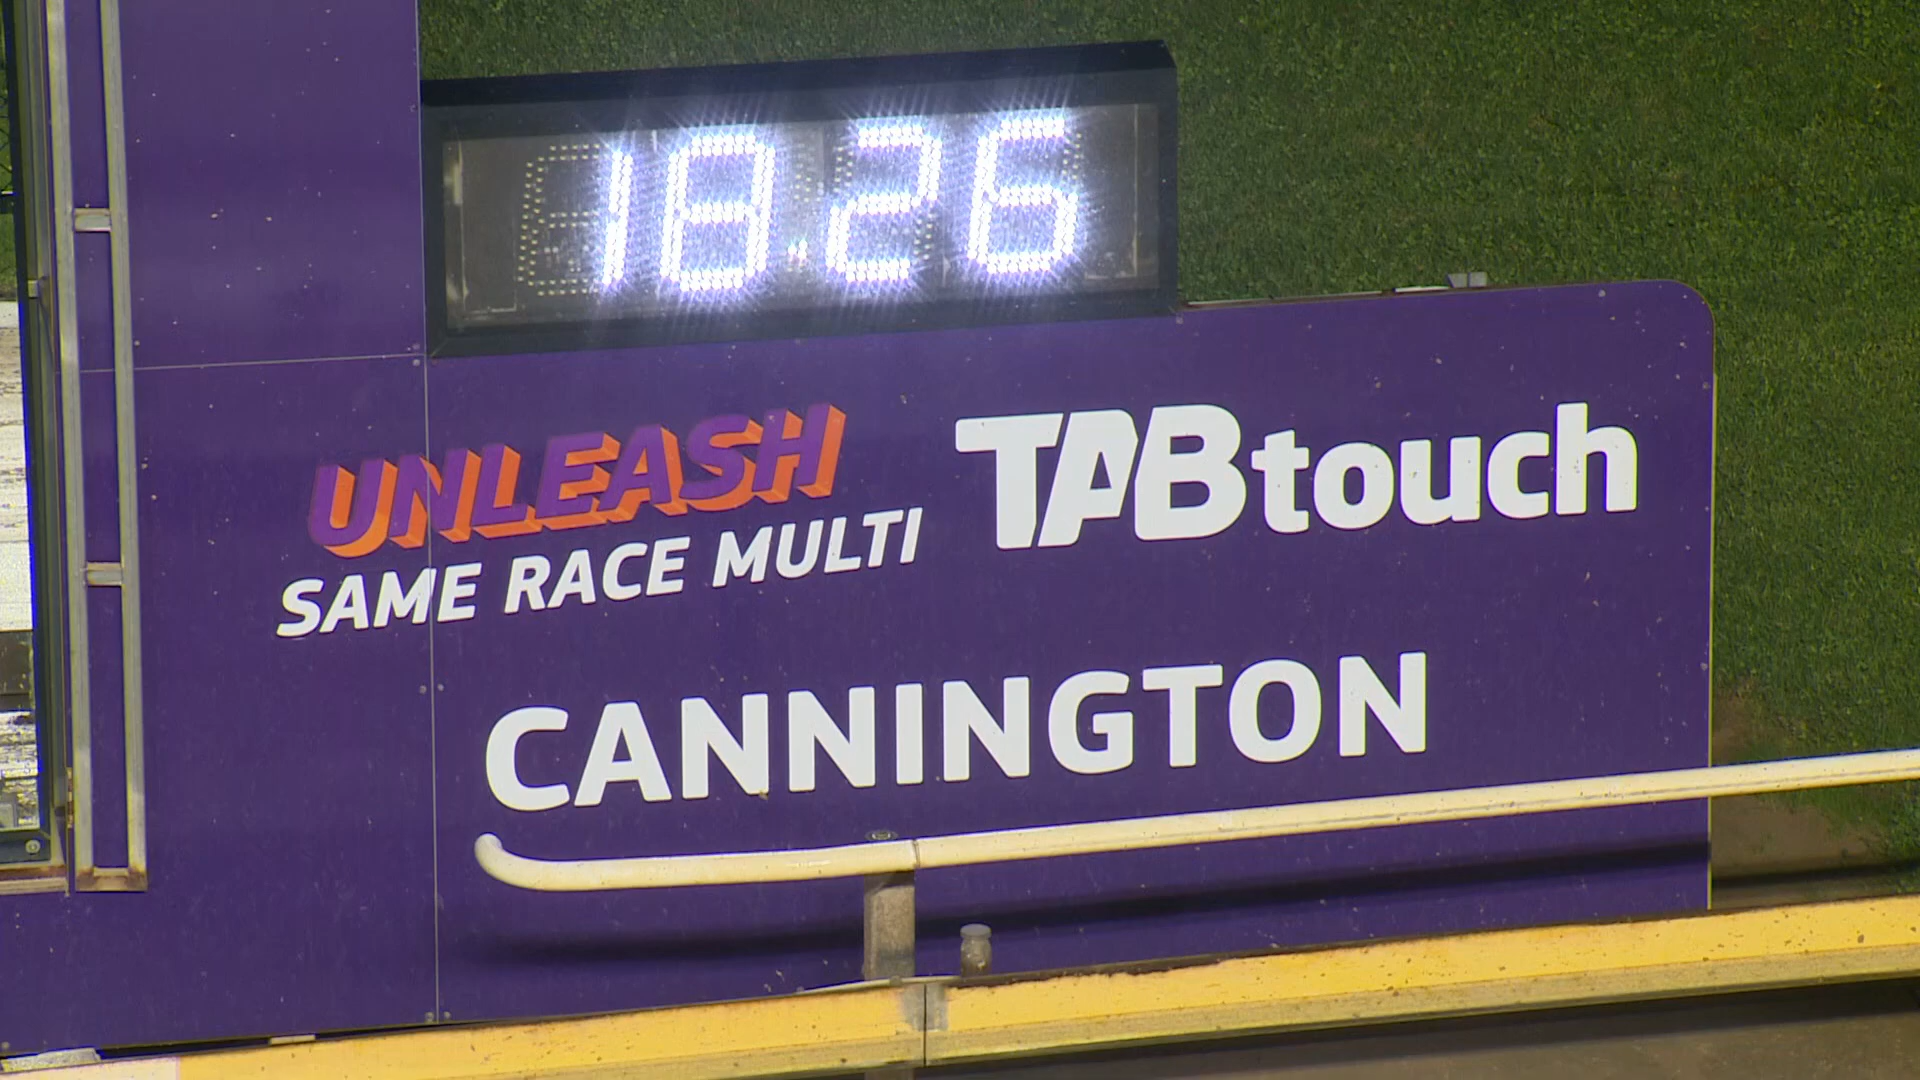 18.26
UNLEASH
SAME RACE MULTI
TABtouch
CANNINGTON